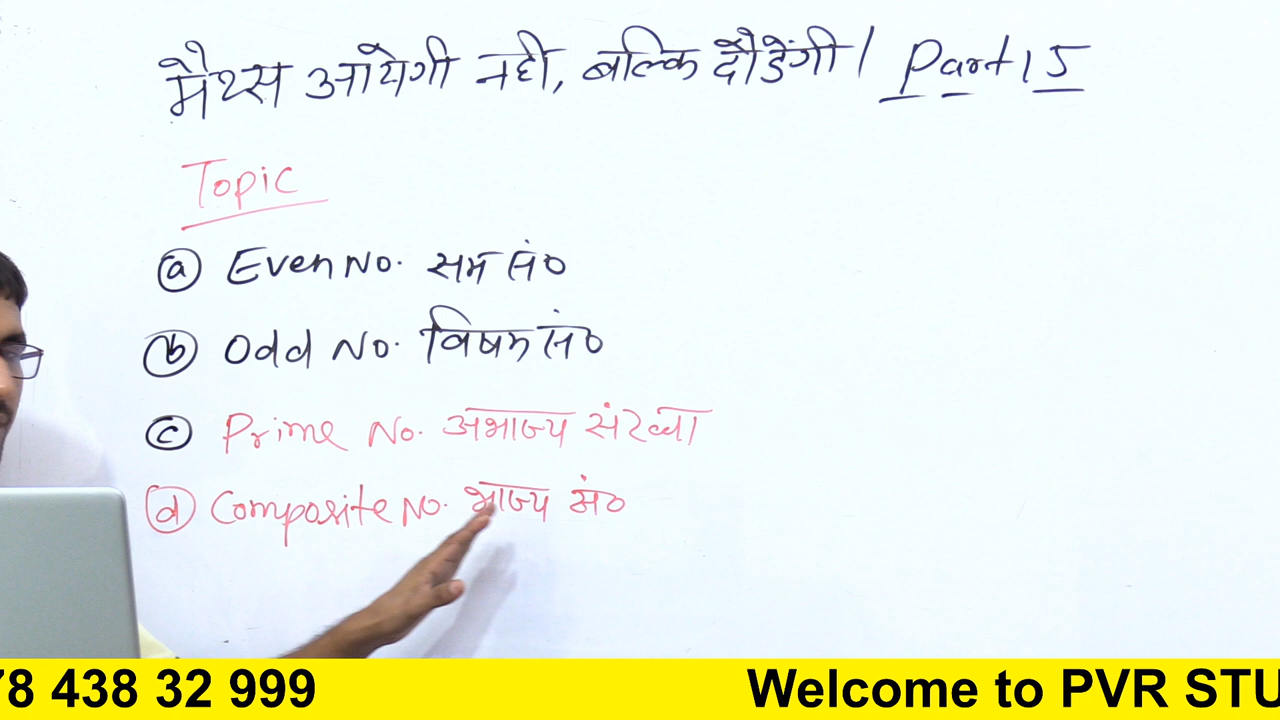 मैथ्स आयेगी नही, बल्कि दौडेंगी। Part 15
Topic
(a) Even No. सम सं०
(b) Odd No. विषम सं०
(c) Prime No. अभाज्य संख्या
(d) Composite No. भाज्य सं०
78 438 32 999 Welcome to PVR STU